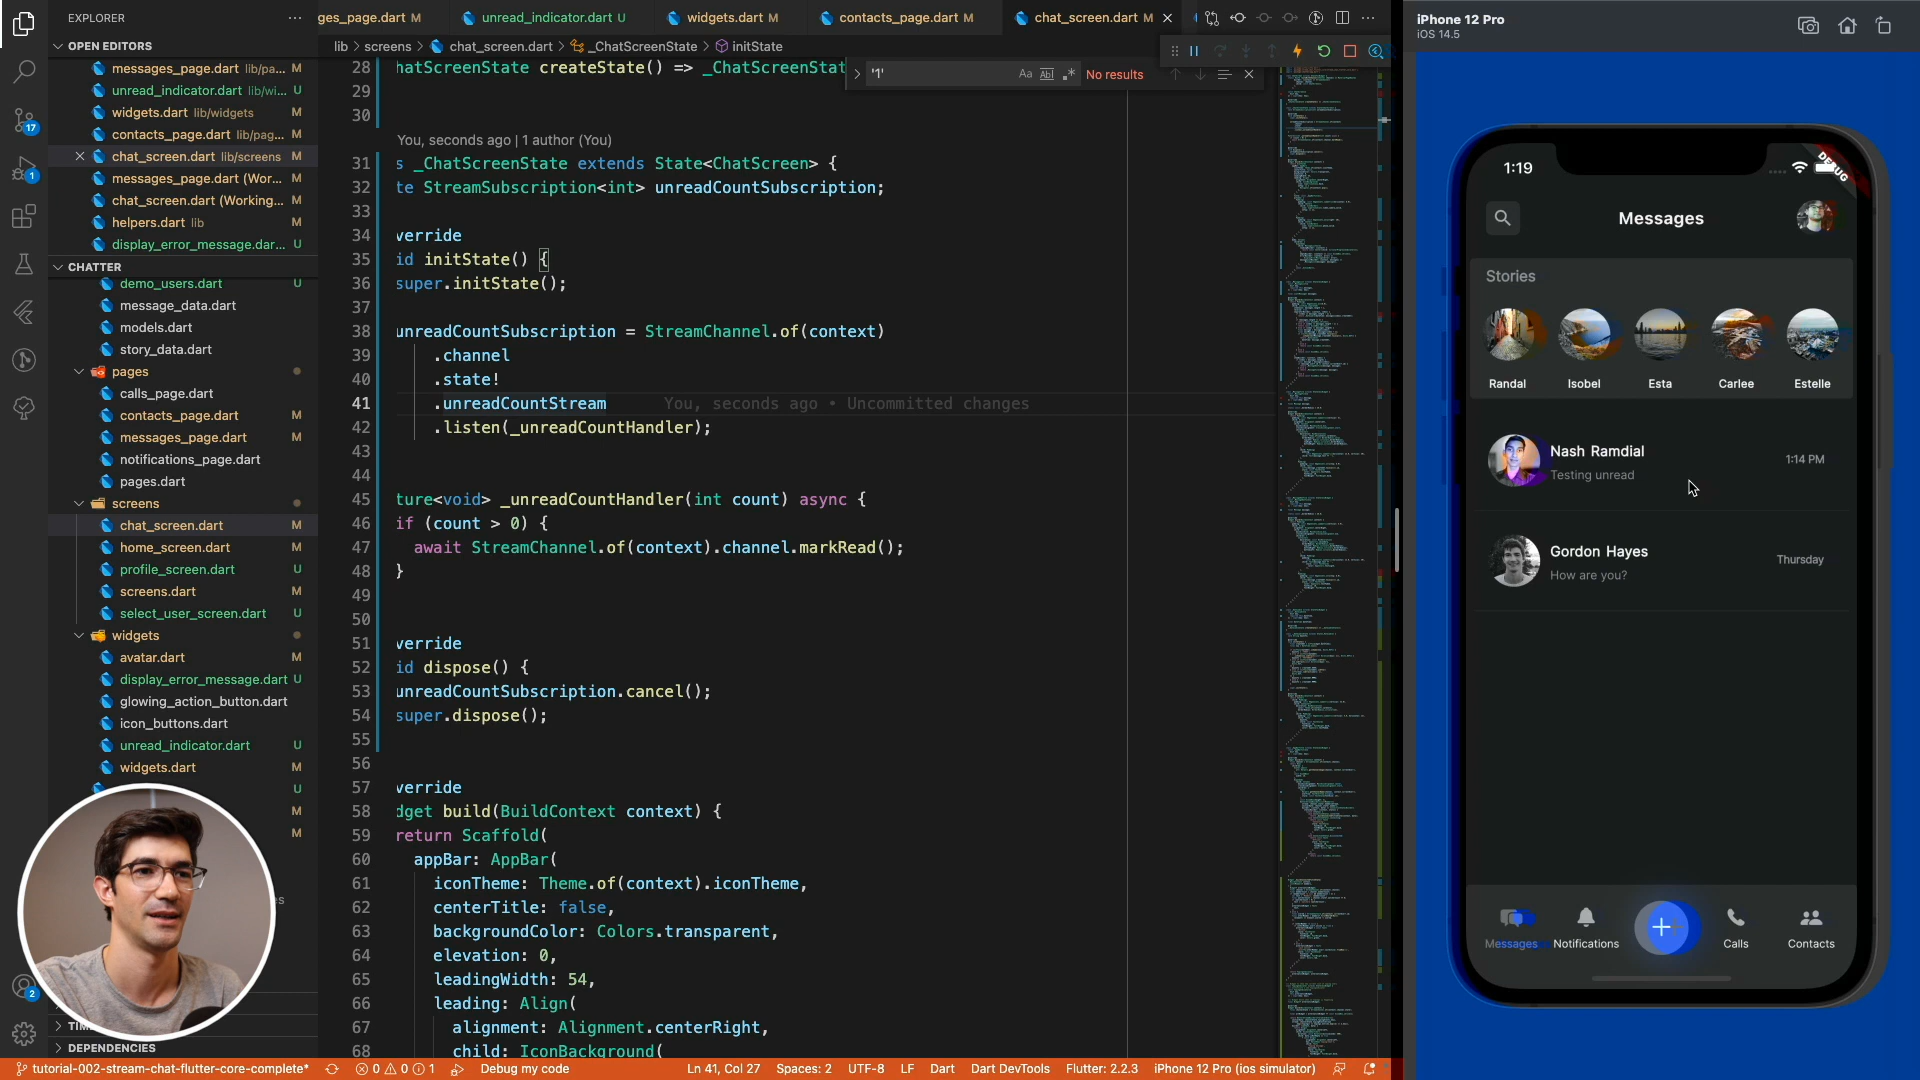 EXPLORER
OPEN EDITORS
messages_page.dart lib/pa... M
unread_indicator.dart lib/wi... U
widgets.dart lib/widgets M
contacts_page.dart lib/pag... M
chat_screen.dart lib/screens M
messages_page.dart (Wor... M
chat_screen.dart (Working... M
helpers.dart lib M
display_error_message.dar... U
CHATTER
demo_users.dart U
message_data.dart
models.dart
story_data.dart
pages
calls_page.dart
contacts_page.dart M
messages_page.dart M
notifications_page.dart
pages.dart
screens
chat_screen.dart M
home_screen.dart M
profile_screen.dart U
screens.dart M
select_user_screen.dart U
widgets
avatar.dart M
display_error_message.dart U
glowing_action_button.dart
icon_buttons.dart
unread_indicator.dart U
widgets.dart M
U
M
M
DEPENDENCIES
17
1
2
ges_page.dart M
unread_indicator.dart U
widgets.dart M
contacts_page.dart M
chat_screen.dart M
lib > screens > chat_screen.dart > _ChatScreenState > initState
'1'
Aa
No results
28 hatScreenState createState() => _ChatScreenStat
29
30
You, seconds ago | 1 author (You)
31 s _ChatScreenState extends State<ChatScreen> {
32 te StreamSubscription<int> unreadCountSubscription;
33
34 verride
35 id initState() {
36 super.initState();
37
38 unreadCountSubscription = StreamChannel.of(context)
39 .channel
40 .state!
41 .unreadCountStream You, seconds ago • Uncommitted changes
42 .listen(_unreadCountHandler);
43
44
45 ture<void> _unreadCountHandler(int count) async {
46 if (count > 0) {
47 await StreamChannel.of(context).channel.markRead();
48 }
49
50
51 verride
52 id dispose() {
53 unreadCountSubscription.cancel();
54 super.dispose();
55
56
57 verride
58 dget build(BuildContext context) {
59 return Scaffold(
60 appBar: AppBar(
61 iconTheme: Theme.of(context).iconTheme,
62 centerTitle: false,
63 backgroundColor: Colors.transparent,
64 elevation: 0,
65 leadingWidth: 54,
66 leading: Align(
67 alignment: Alignment.centerRight,
68 child: IconBackground(
tutorial-002-stream-chat-flutter-core-complete* 0 0 1 Debug my code Ln 41, Col 27 Spaces: 2 UTF-8 LF Dart Dart DevTools Flutter: 2.2.3 iPhone 12 Pro (ios simulator)
iPhone 12 Pro
iOS 14.5
1:19
DEBUG
Messages
Stories
Randal Isobel Esta Carlee Estelle
Nash Ramdial
Testing unread
1:14 PM
Gordon Hayes
How are you?
Thursday
Messages Notifications Calls Contacts